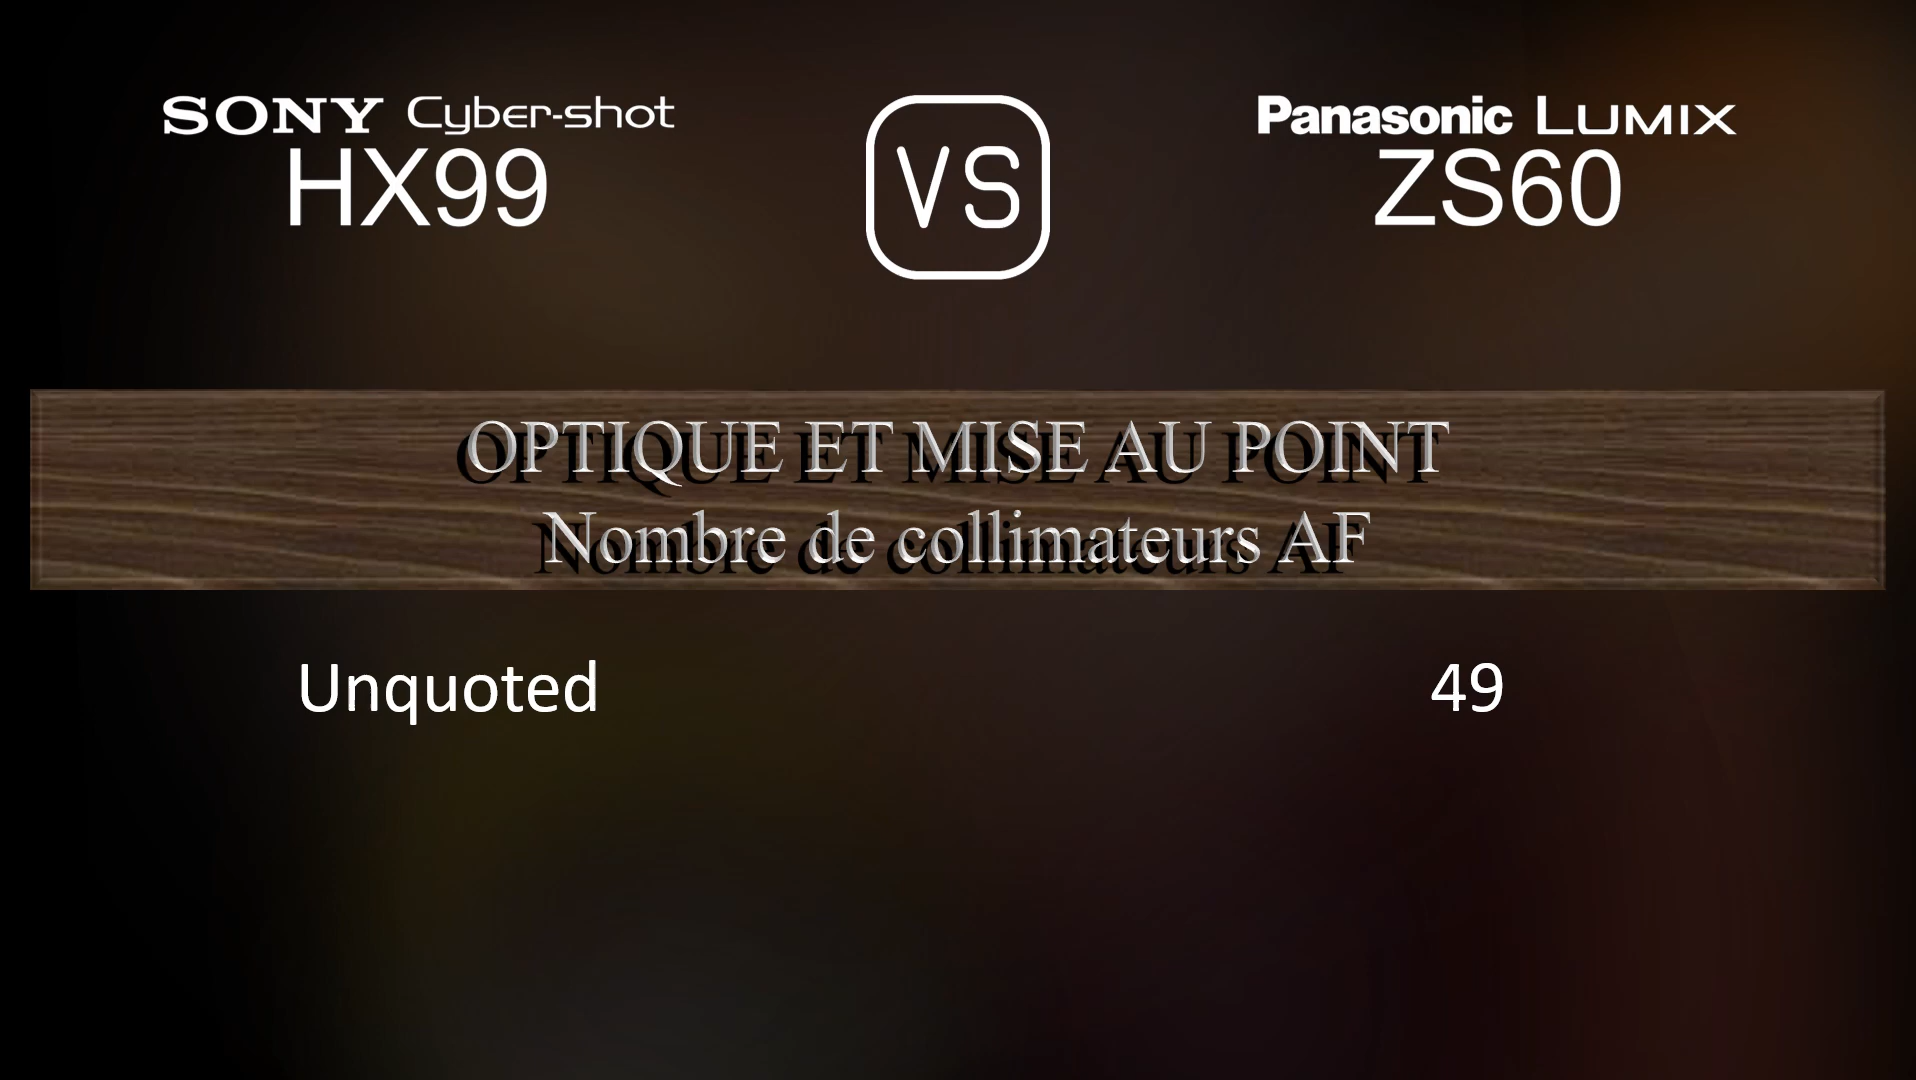 SONY Cyber-shot
HX99
VS
Panasonic LUMIX
ZS60
OPTIQUE ET MISE AU POINT
Nombre de collimateurs AF
Unquoted
49